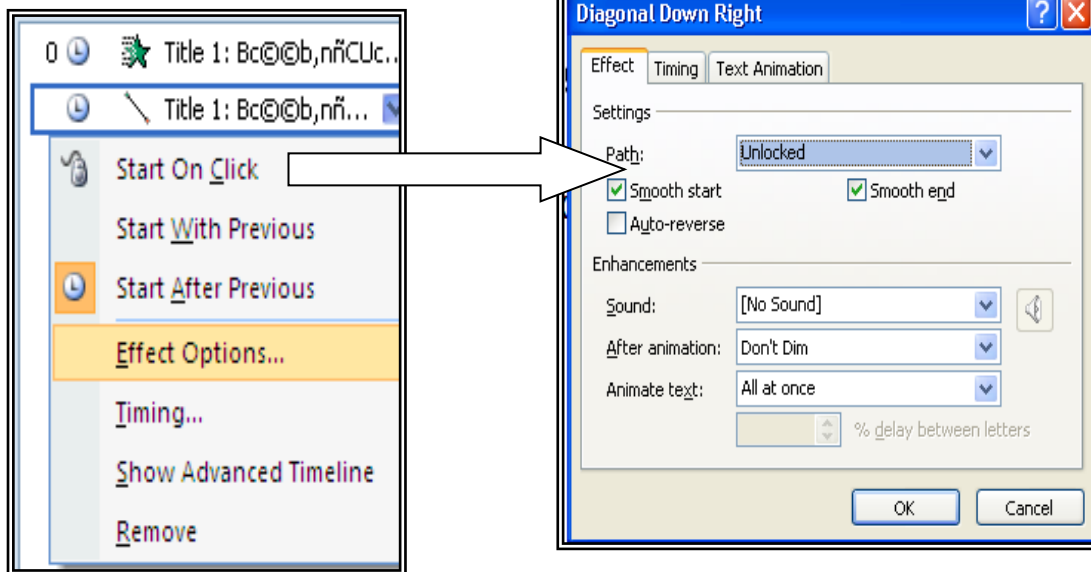 0 Title 1: Bc©©b,nñCUc..
Title 1: Bc©©b,nñ...
Start On Click
Start With Previous
Start After Previous
Effect Options...
Timing...
Show Advanced Timeline
Remove
Diagonal Down Right
Effect Timing Text Animation
Settings
Path: Unlocked
Smooth start Smooth end
Auto-reverse
Enhancements
Sound: [No Sound]
After animation: Don't Dim
Animate text: All at once
% delay between letters
OK Cancel